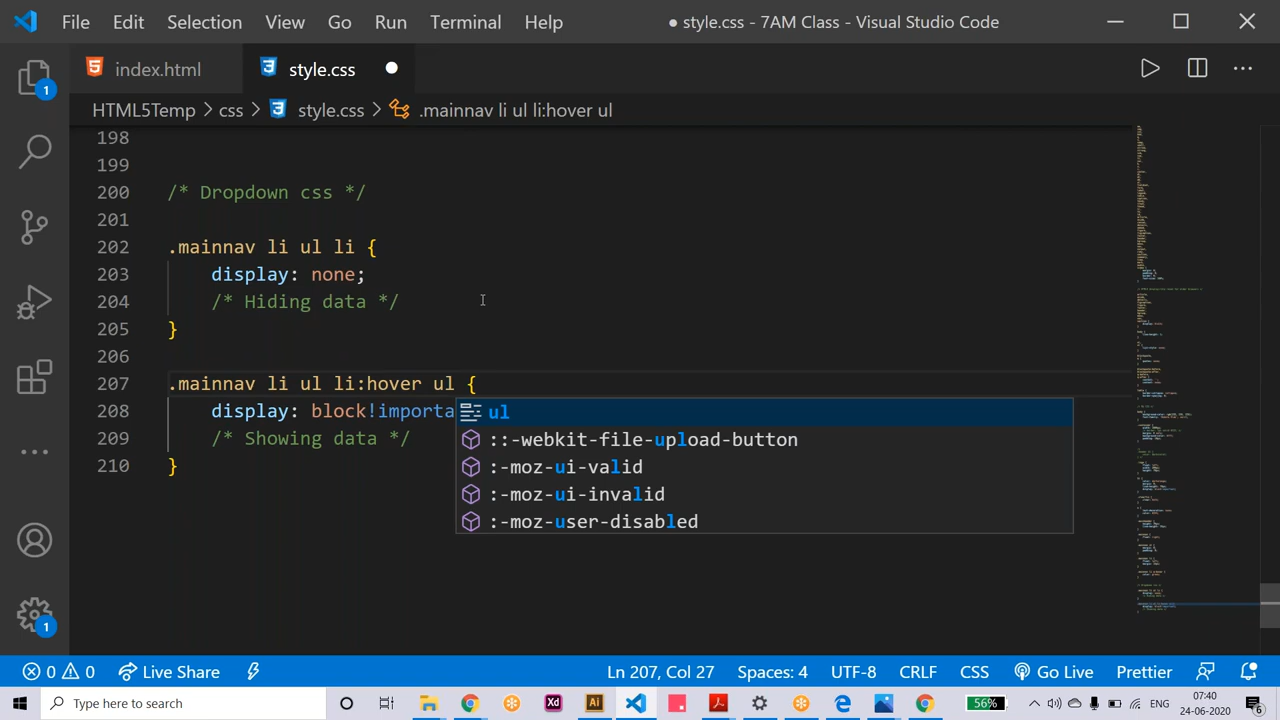 File Edit Selection View Go Run Terminal Help ● style.css - 7AM Class - Visual Studio Code
index.html style.css
HTML5Temp > css > style.css > .mainnav li ul li:hover ul
198
199
200 /* Dropdown css */
201
202 .mainnav li ul li {
203 display: none;
204 /* Hiding data */
205 }
206
207 .mainnav li ul li:hover ul {
208 display: block!importa
ul
209 /* Showing data */
::-webkit-file-upload-button
210 }
:-moz-ui-valid
:-moz-ui-invalid
:-moz-user-disabled
1
1
0 0 Live Share Ln 207, Col 27 Spaces: 4 UTF-8 CRLF CSS Go Live Prettier
Type here to search Xd Ai 56% ENG 07:40
24-06-2020 6